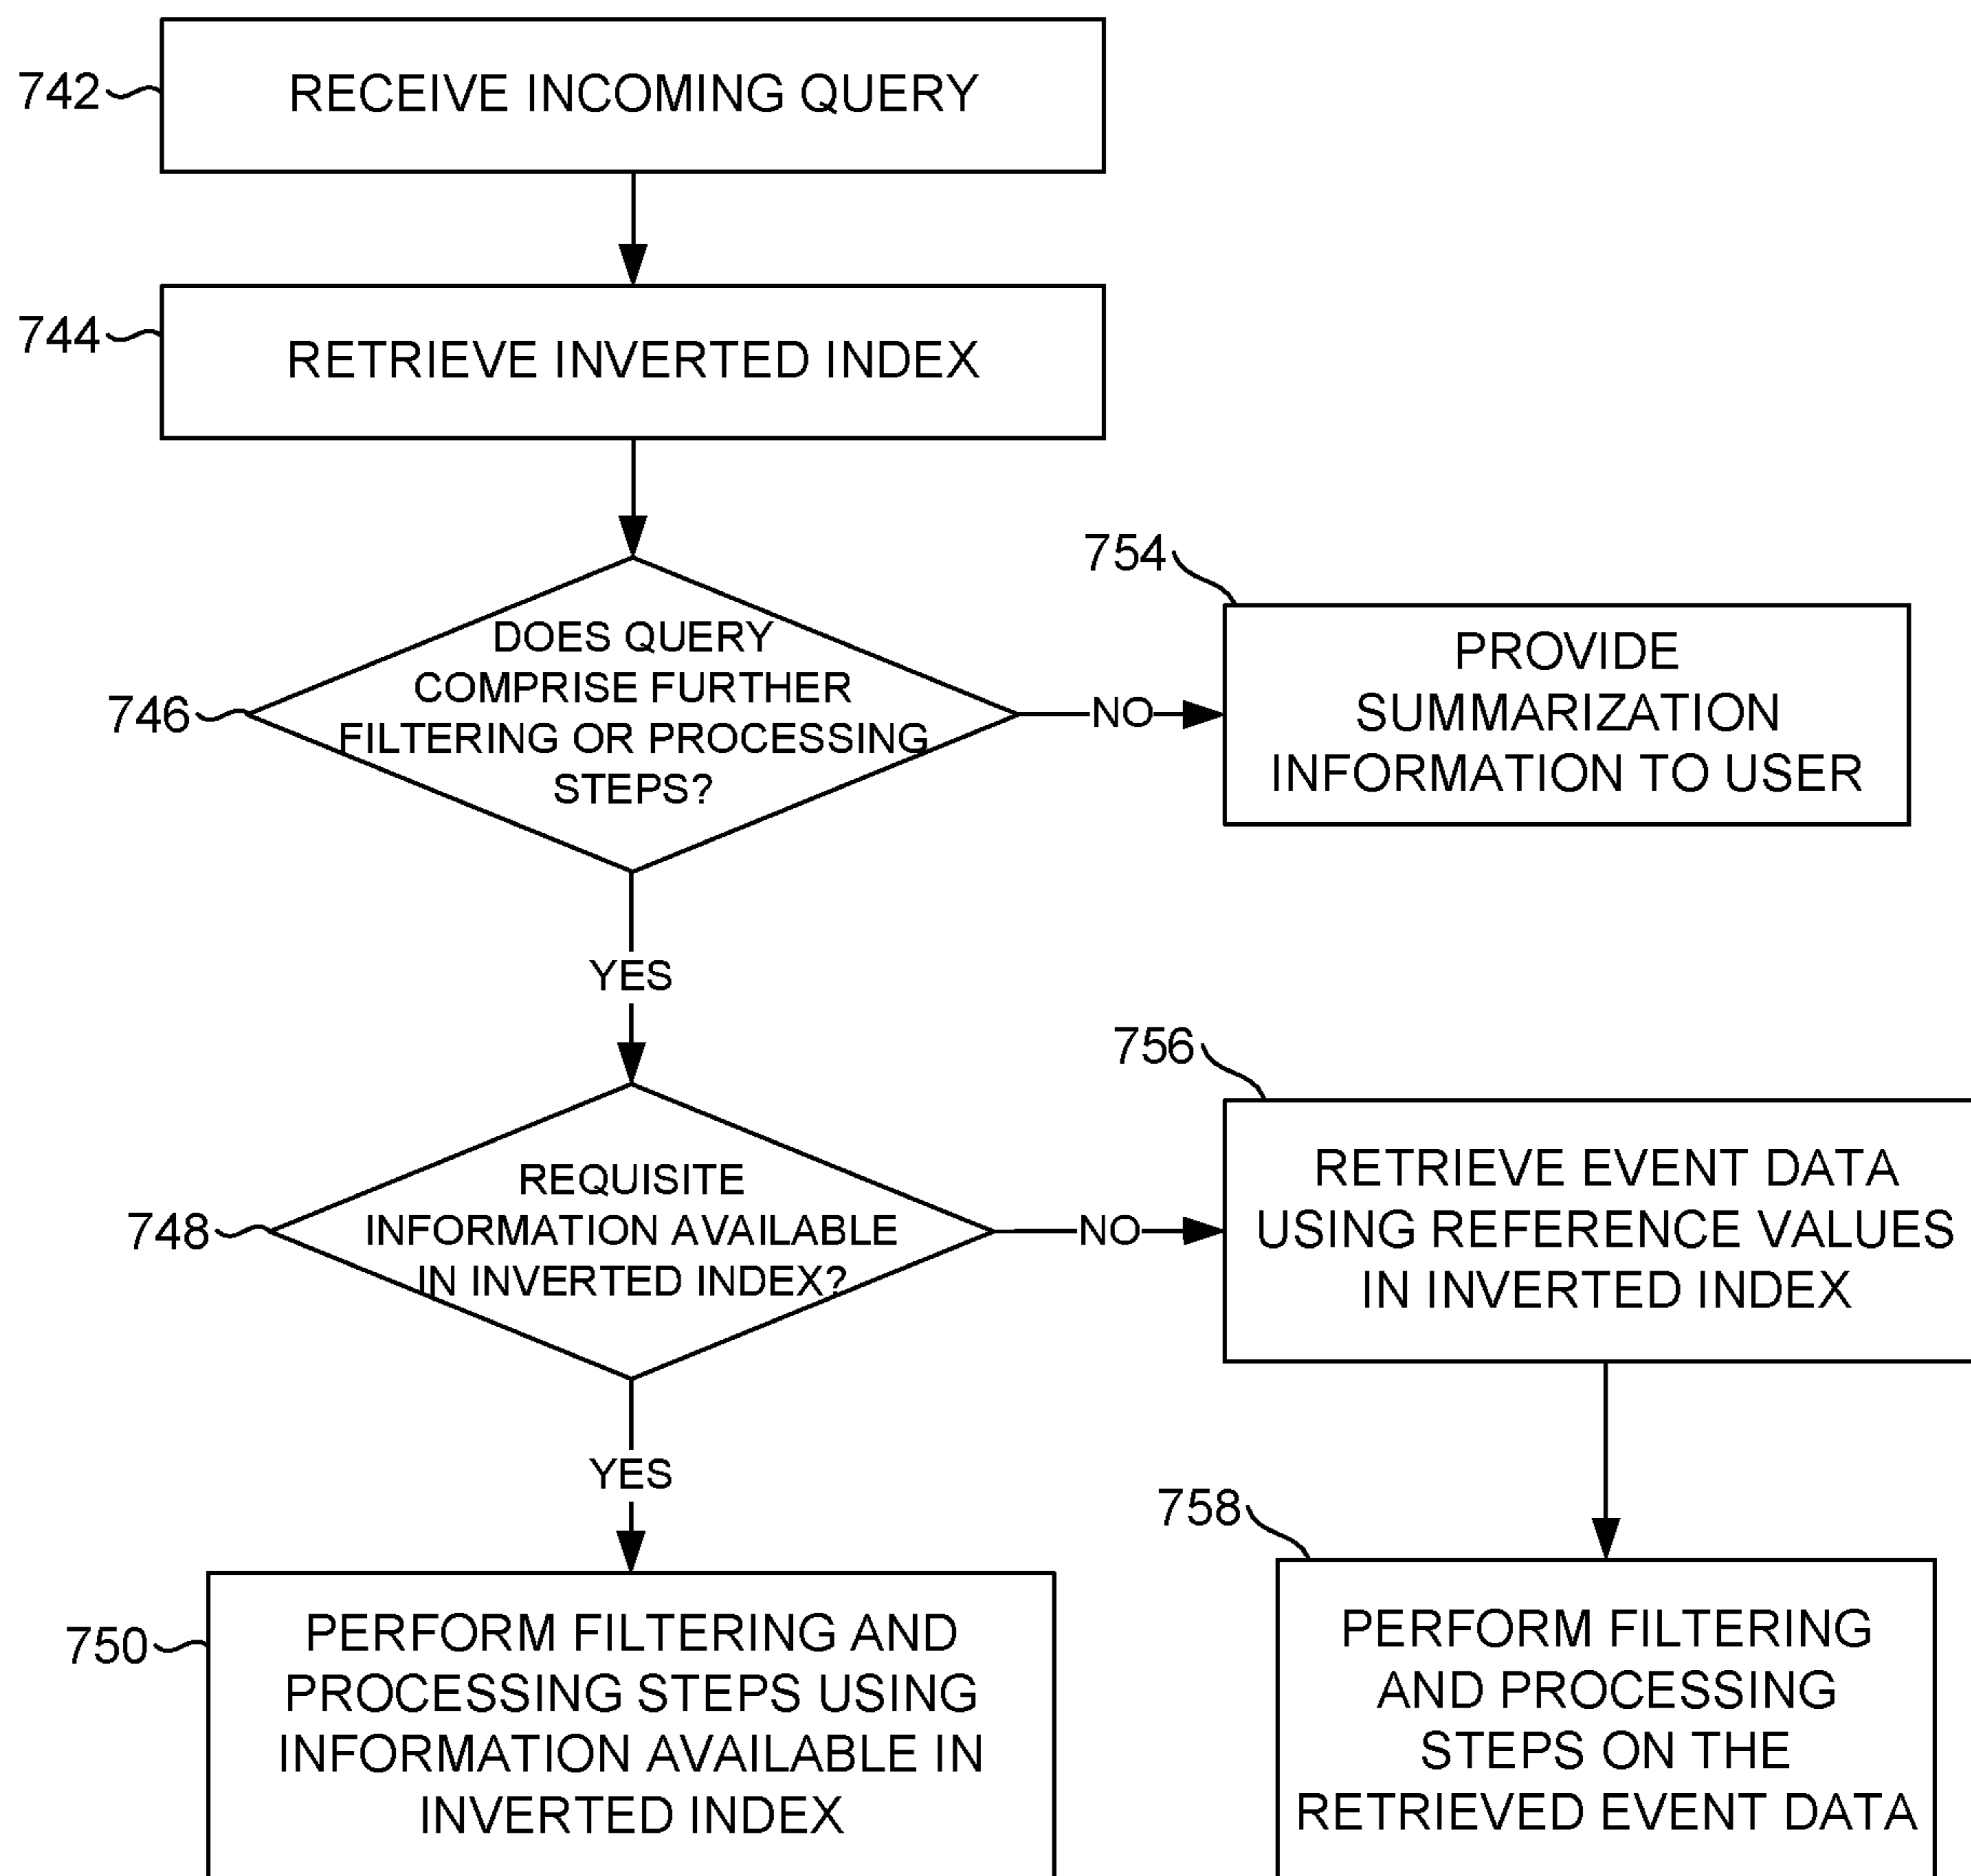 742
RECEIVE INCOMING QUERY
744
RETRIEVE INVERTED INDEX
746
DOES QUERY
COMPRISE FURTHER
FILTERING OR PROCESSING
STEPS?
NO
754
PROVIDE
SUMMARIZATION
INFORMATION TO USER
YES
748
REQUISITE
INFORMATION AVAILABLE
IN INVERTED INDEX?
NO
756
RETRIEVE EVENT DATA
USING REFERENCE VALUES
IN INVERTED INDEX
YES
750
PERFORM FILTERING AND
PROCESSING STEPS USING
INFORMATION AVAILABLE IN
INVERTED INDEX
758
PERFORM FILTERING
AND PROCESSING
STEPS ON THE
RETRIEVED EVENT DATA